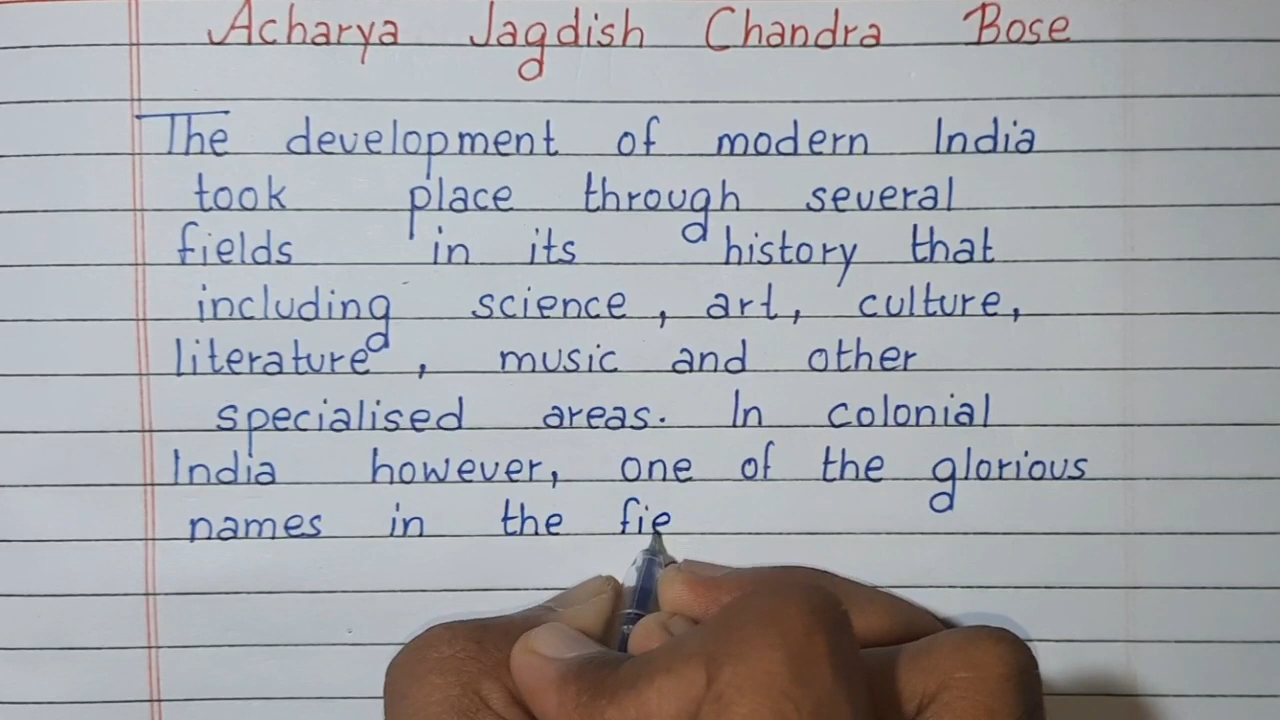 Acharya Jagdish Chandra Bose
The development of modern India
took place through several
fields in its history that
including science, art, culture,
literature, music and other
specialised areas. In colonial
India however, one of the glorious
names in the fie